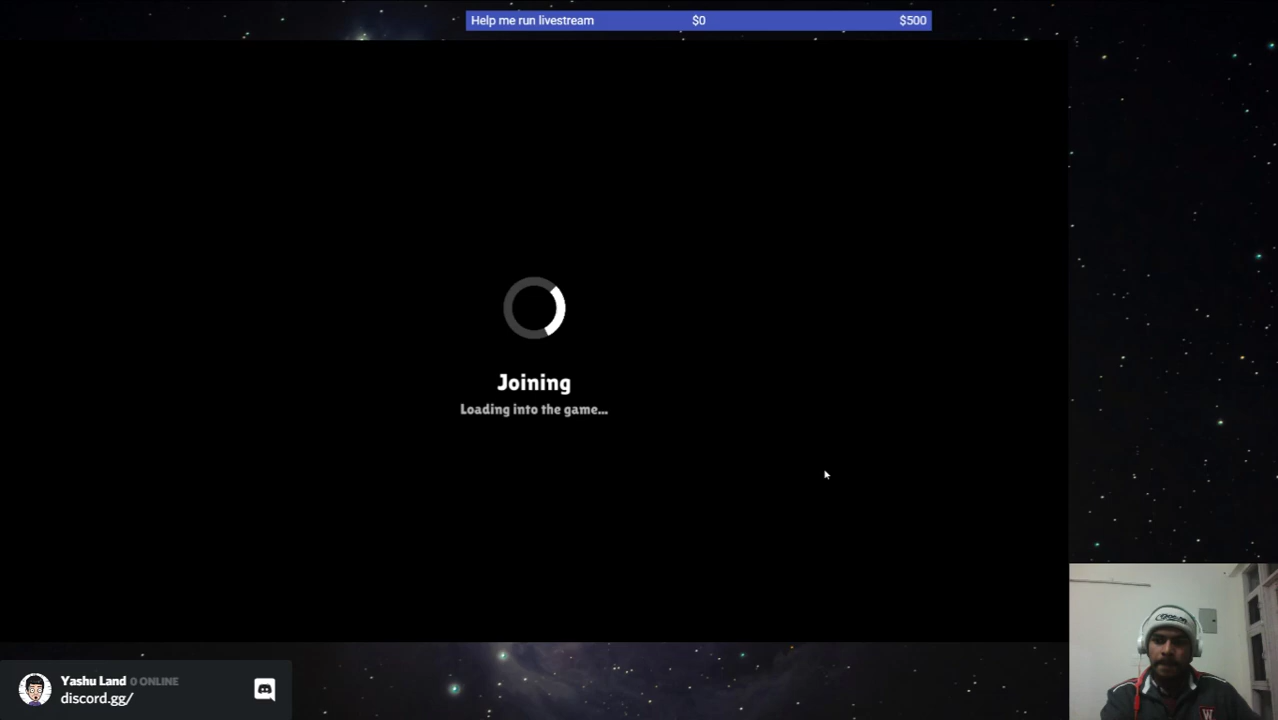 Help me run livestream $0 $500
Joining
Loading into the game...
Yashu Land 0 ONLINE
discord.gg/
W